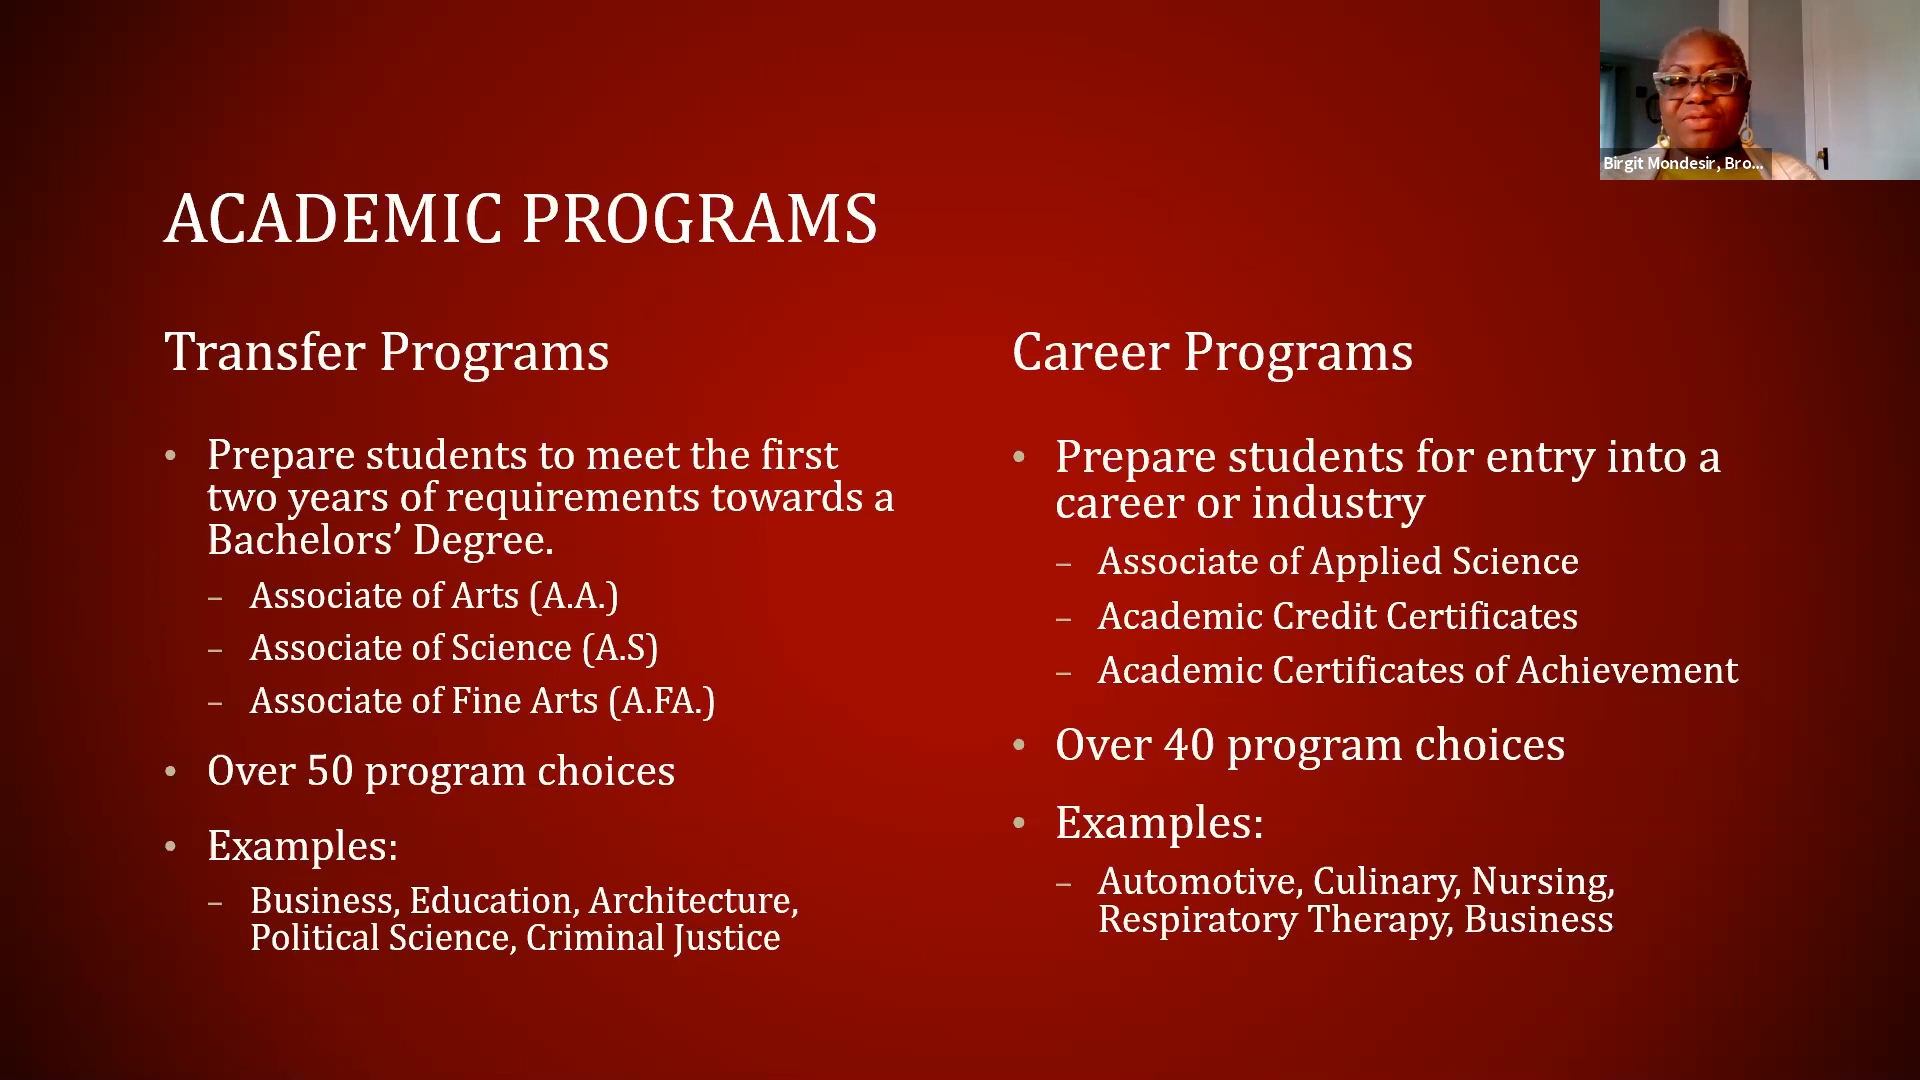 Birgit Mondesir, Bro...
ACADEMIC PROGRAMS
Transfer Programs
• Prepare students to meet the first
two years of requirements towards a
Bachelors’ Degree.
– Associate of Arts (A.A.)
– Associate of Science (A.S)
– Associate of Fine Arts (A.FA.)
• Over 50 program choices
• Examples:
– Business, Education, Architecture,
Political Science, Criminal Justice
Career Programs
• Prepare students for entry into a
career or industry
– Associate of Applied Science
– Academic Credit Certificates
– Academic Certificates of Achievement
• Over 40 program choices
• Examples:
– Automotive, Culinary, Nursing,
Respiratory Therapy, Business